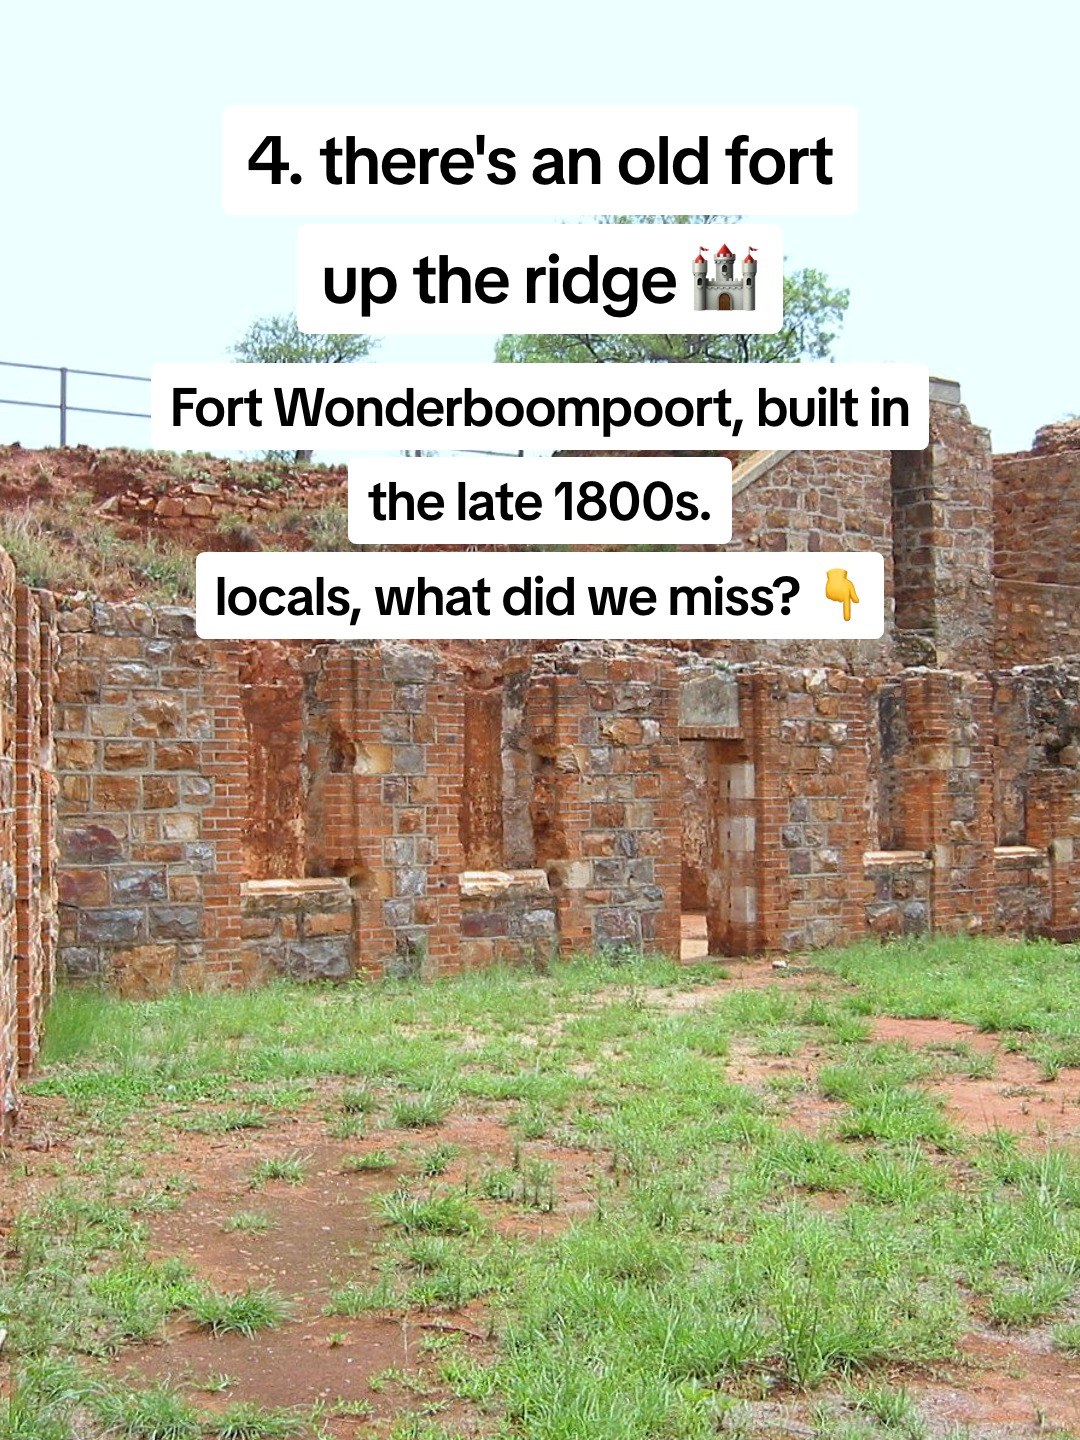 4. there's an old fort
up the ridge 🏰
Fort Wonderboompoort, built in
the late 1800s.
locals, what did we miss? 👇